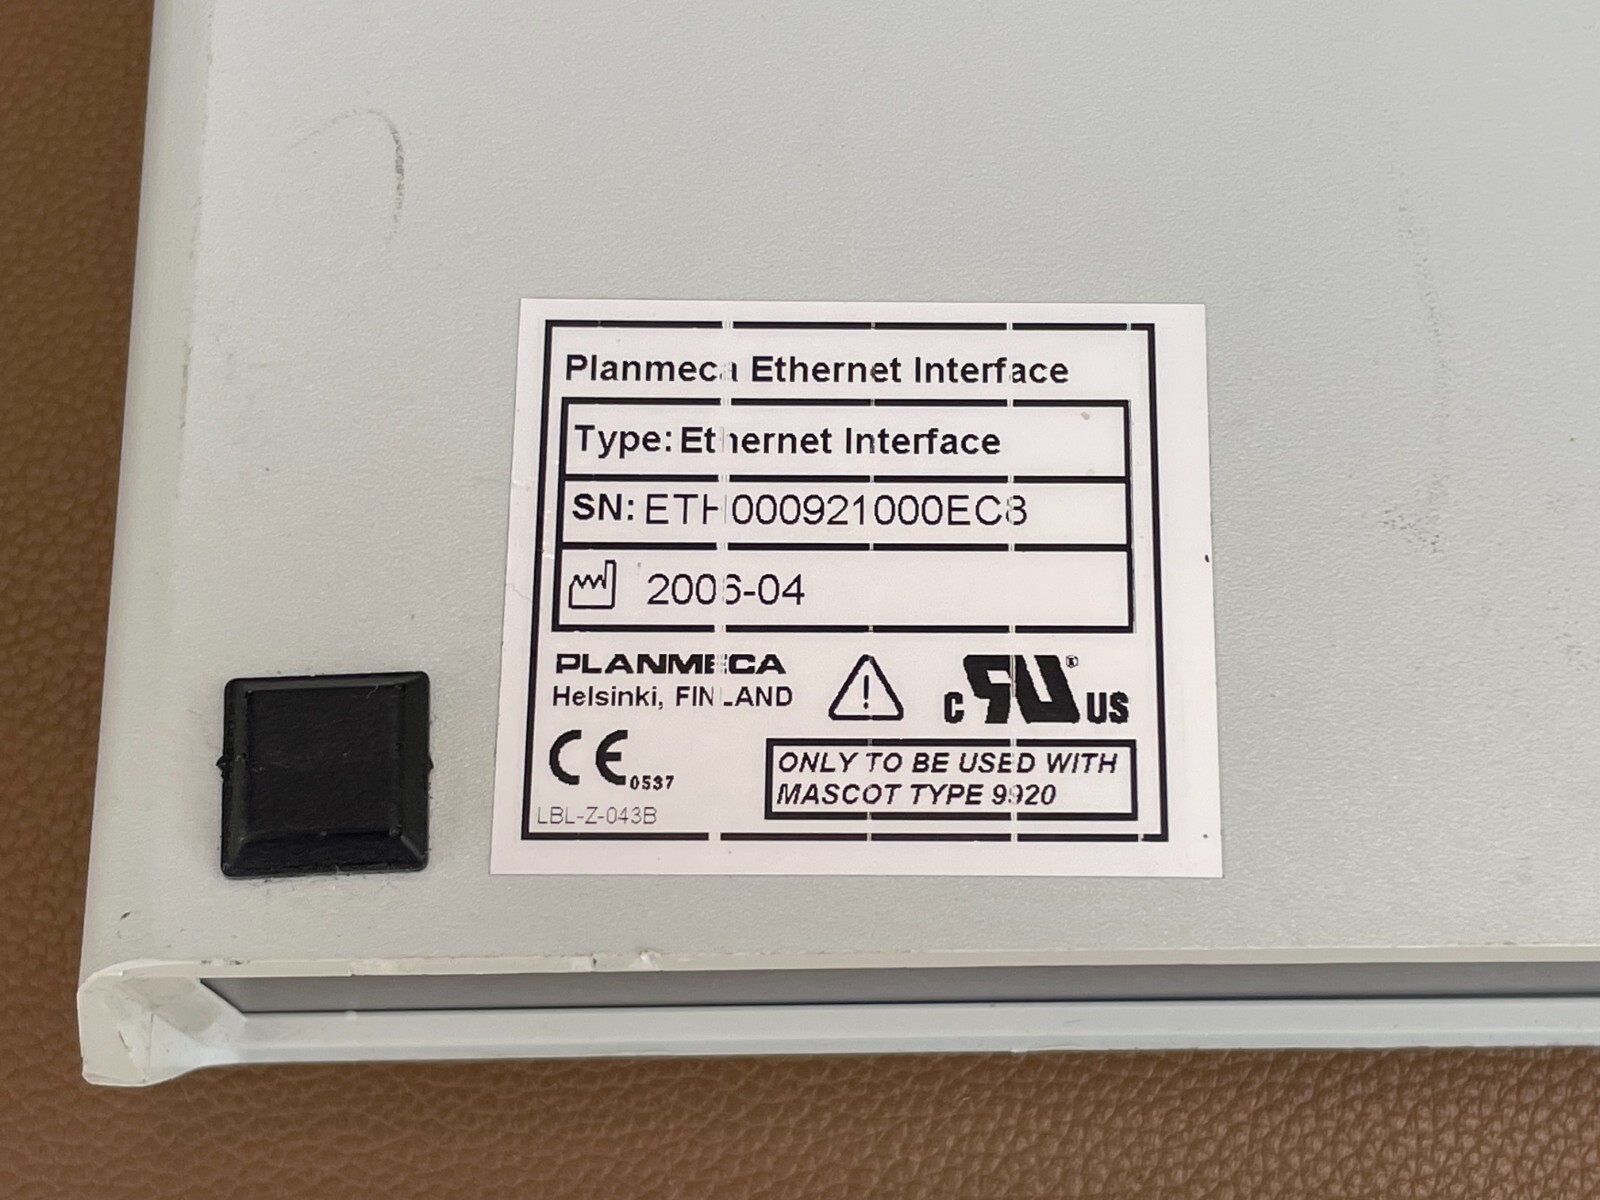 Planmeca Ethernet Interface
Type: Ethernet Interface
SN: ETH000921000EC8
2006-04
PLANMECA
Helsinki, FINLAND
c RU ® US
CE 0537
ONLY TO BE USED WITH
MASCOT TYPE 9920
LBL-Z-043B